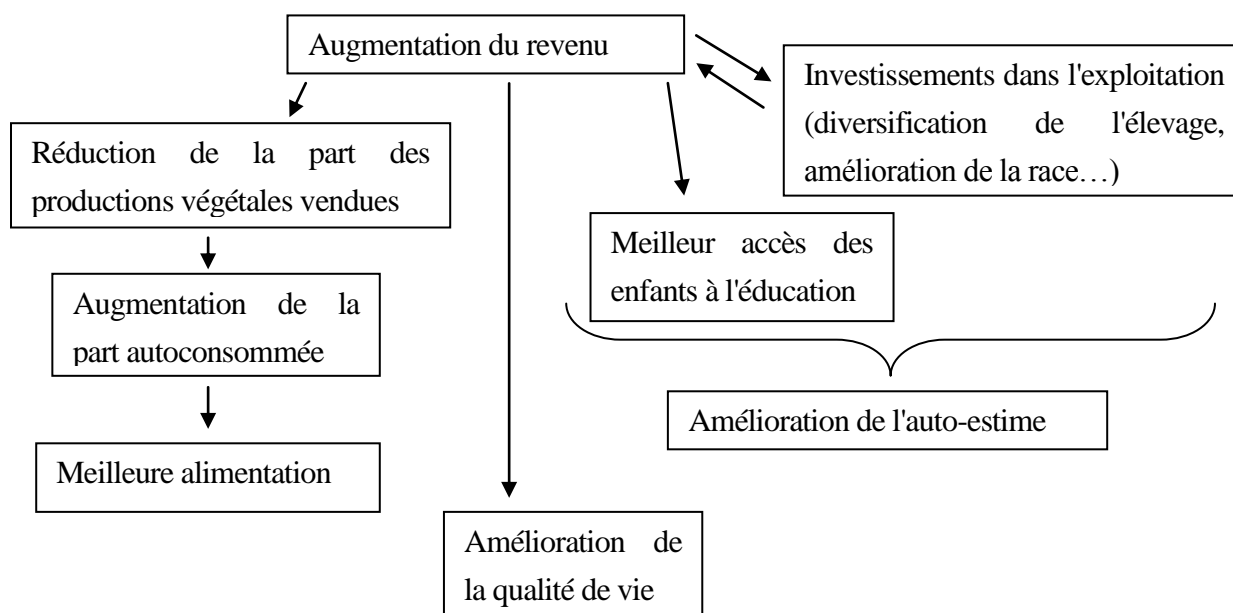 Augmentation du revenu
Investissements dans l'exploitation
(diversification de l'élevage,
amélioration de la race…)
Réduction de la part des
productions végétales vendues
Meilleur accès des
enfants à l'éducation
Augmentation de la
part autoconsommée
Amélioration de l'auto-estime
Meilleure alimentation
Amélioration de
la qualité de vie